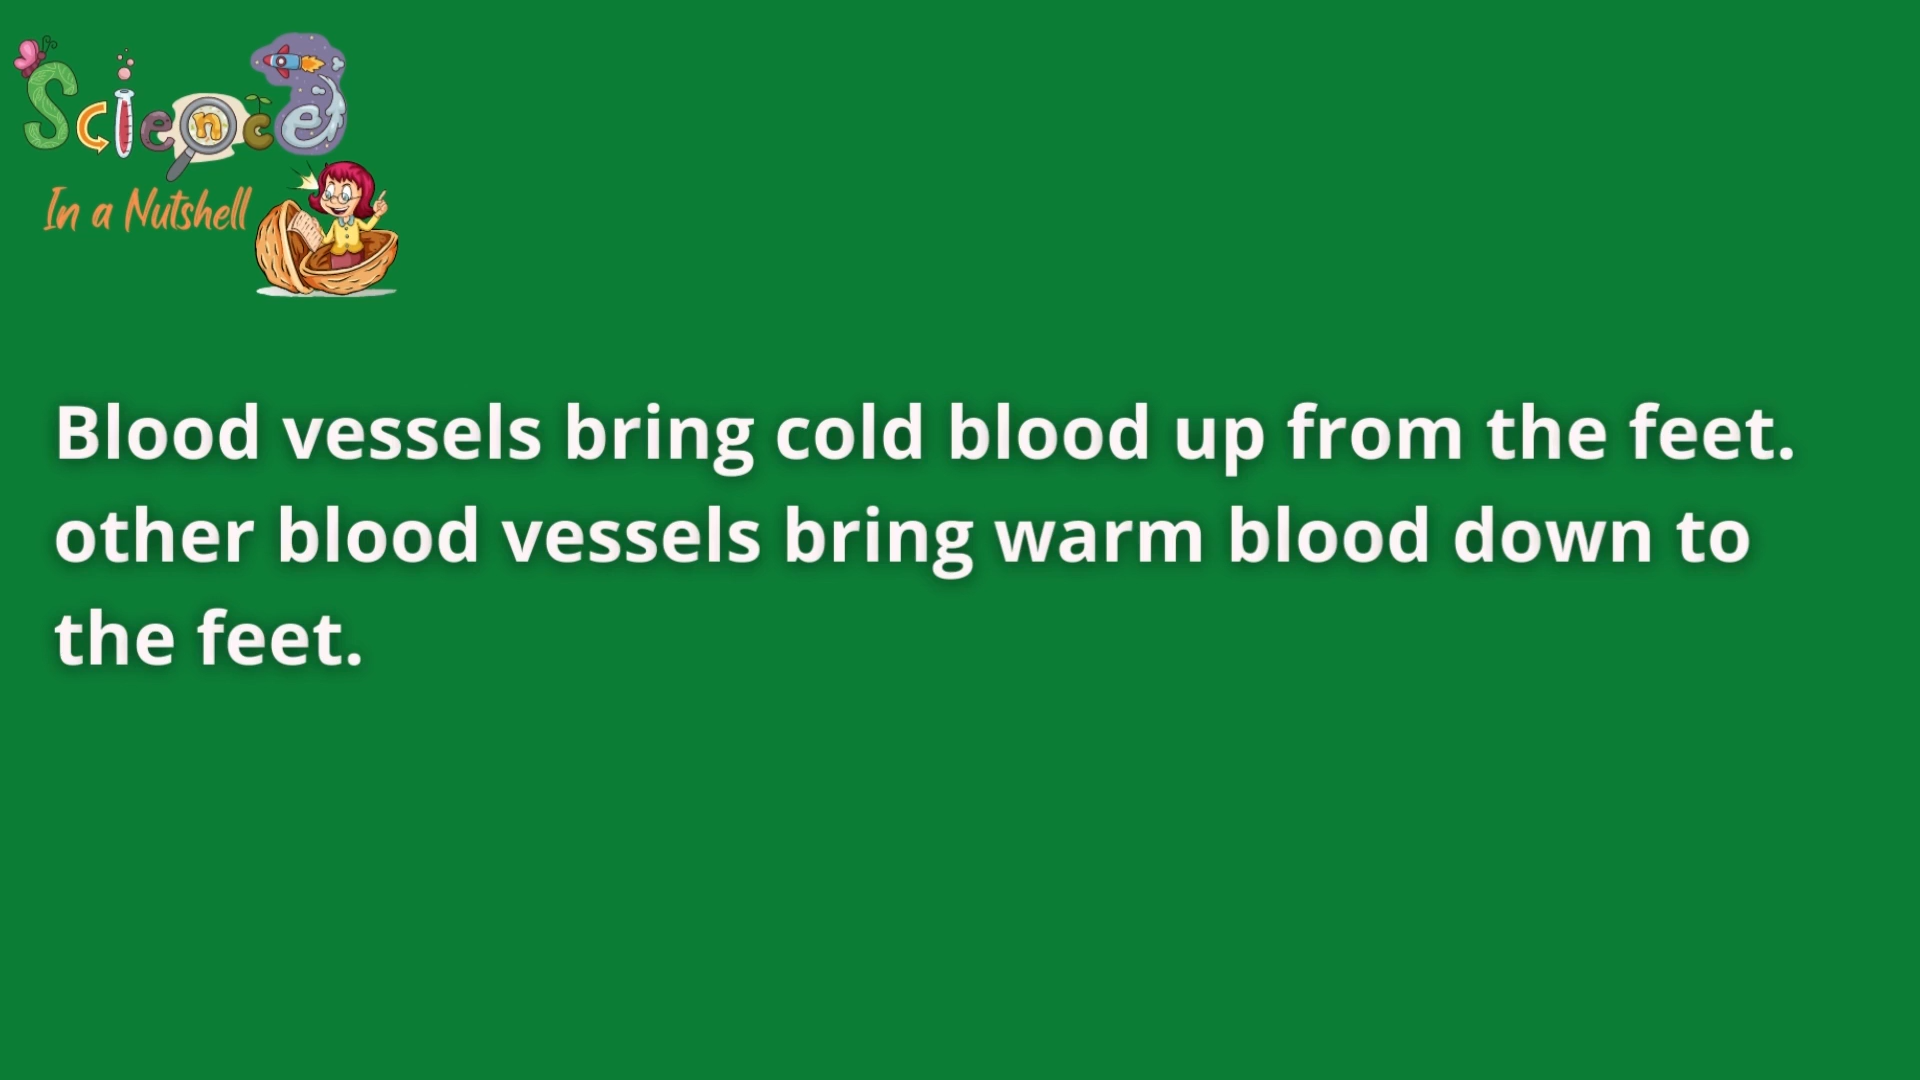 Science
In a Nutshell
Blood vessels bring cold blood up from the feet.
other blood vessels bring warm blood down to
the feet.